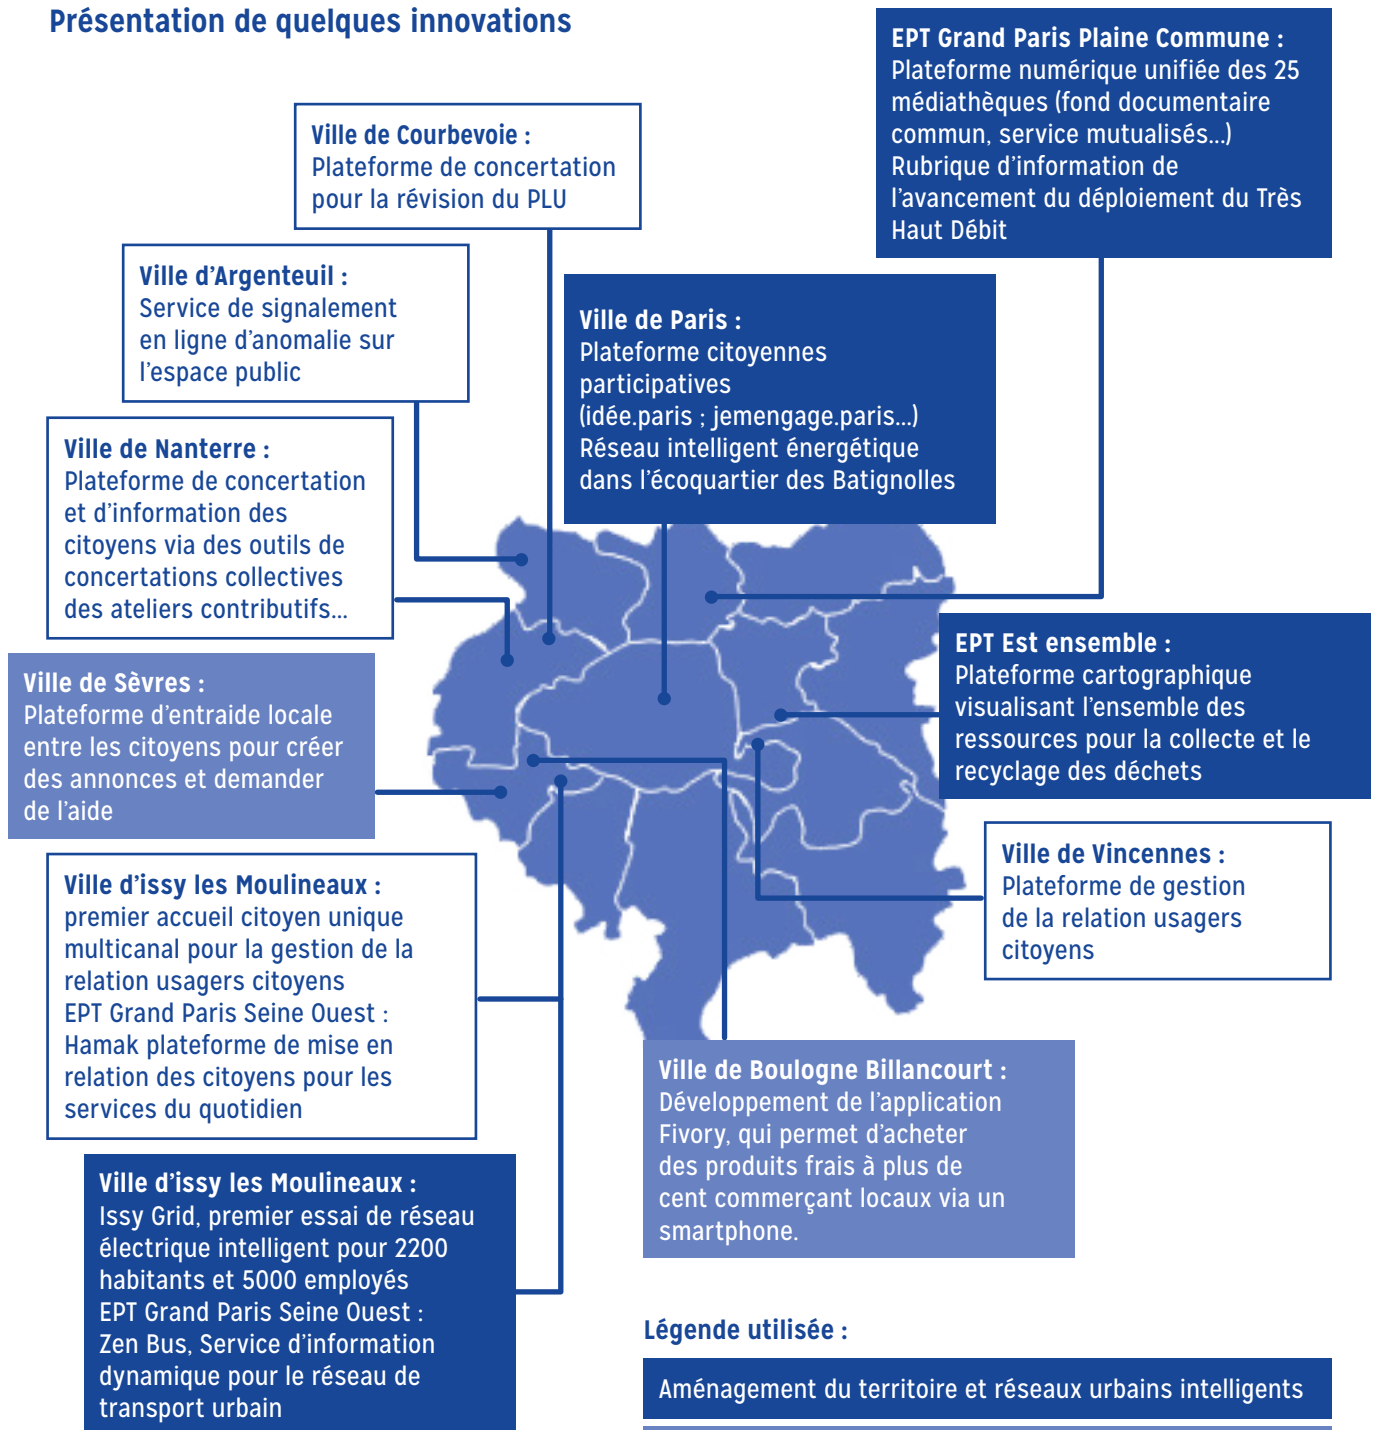 Présentation de quelques innovations
EPT Grand Paris Plaine Commune :
Plateforme numérique unifiée des 25
médiathèques (fond documentaire
commun, service mutualisés...)
Rubrique d'information de
l'avancement du déploiement du Très
Haut Débit
Ville de Courbevoie :
Plateforme de concertation
pour la révision du PLU
Ville d'Argenteuil :
Service de signalement
en ligne d'anomalie sur
l'espace public
Ville de Paris :
Plateforme citoyennes
participatives
(idée.paris ; jemengage.paris...)
Réseau intelligent énergétique
dans l'écoquartier des Batignolles
Ville de Nanterre :
Plateforme de concertation
et d'information des
citoyens via des outils de
concertations collectives
des ateliers contributifs...
EPT Est ensemble :
Plateforme cartographique
visualisant l'ensemble des
ressources pour la collecte et le
recyclage des déchets
Ville de Sèvres :
Plateforme d'entraide locale
entre les citoyens pour créer
des annonces et demander
de l'aide
Ville de Vincennes :
Plateforme de gestion
de la relation usagers
citoyens
Ville d'issy les Moulineaux :
premier accueil citoyen unique
multicanal pour la gestion de la
relation usagers citoyens
EPT Grand Paris Seine Ouest :
Hamak plateforme de mise en
relation des citoyens pour les
services du quotidien
Ville de Boulogne Billancourt :
Développement de l'application
Fivory, qui permet d'acheter
des produits frais à plus de
cent commerçant locaux via un
smartphone.
Ville d'issy les Moulineaux :
Issy Grid, premier essai de réseau
électrique intelligent pour 2200
habitants et 5000 employés
EPT Grand Paris Seine Ouest :
Zen Bus, Service d'information
dynamique pour le réseau de
transport urbain
Légende utilisée :
Aménagement du territoire et réseaux urbains intelligents